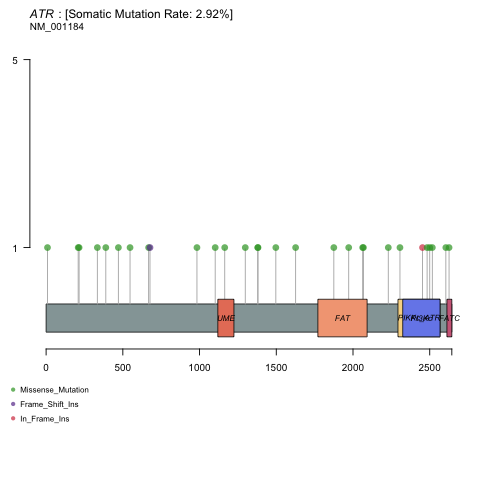 ATR : [Somatic Mutation Rate: 2.92%]
NM_001184
5
1
UME
FAT
FATC
0 500 1000 1500 2000 2500
Missense_Mutation
Frame_Shift_Ins
In_Frame_Ins